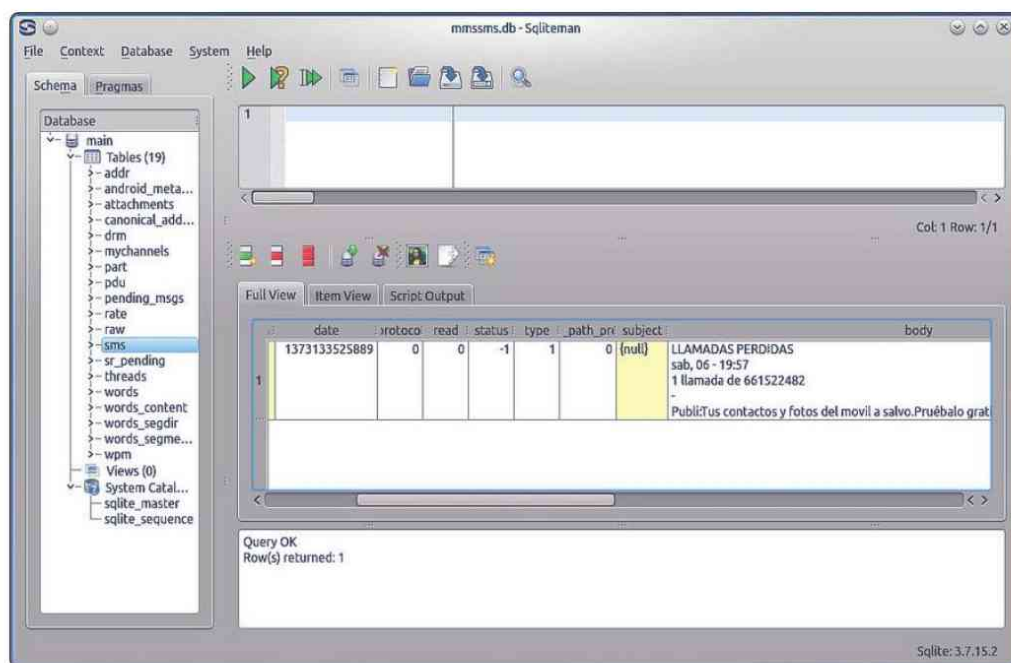 mmssms.db - Sqliteman
File Context Database System Help
Schema Pragmas
Database
main
Tables (19)
addr
android_meta...
attachments
canonical_add...
drm
mychannels
part
pdu
pending_msgs
rate
raw
sms
sr_pending
threads
words
words_content
words_segdir
words_segme...
wpm
Views (0)
System Catal...
sqlite_master
sqlite_sequence
1
Col: 1 Row: 1/1
Full View Item View Script Output
date protoco read status type _path_pre subject body
1 1373133525889 0 0 -1 1 0 {null} LLAMADAS PERDIDAS
sab, 06 - 19:57
1 llamada de 661522482
-
Publi:Tus contactos y fotos del movil a salvo.Pruébalo grat
Query OK
Row(s) returned: 1
Sqlite: 3.7.15.2